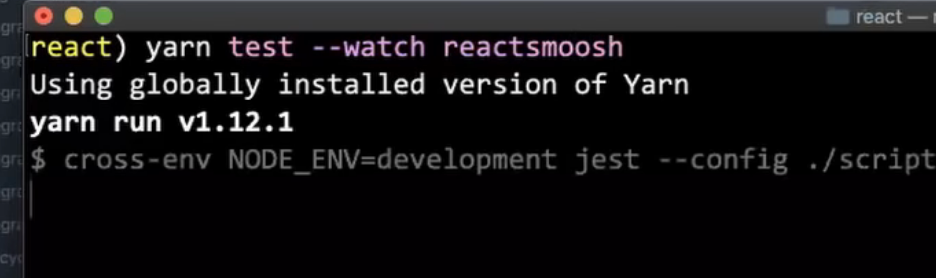 react —
react) yarn test --watch reactsmoosh
Using globally installed version of Yarn
yarn run v1.12.1
$ cross-env NODE_ENV=development jest --config ./script